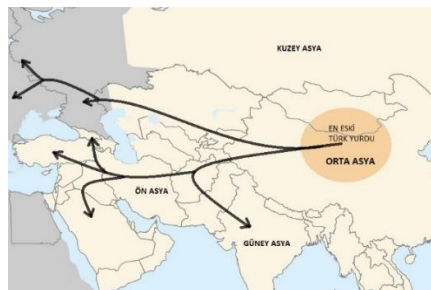 KUZEY ASYA
EN ESKİ
TÜRK YURDU
ORTA ASYA
ÖN ASYA
GÜNEY ASYA